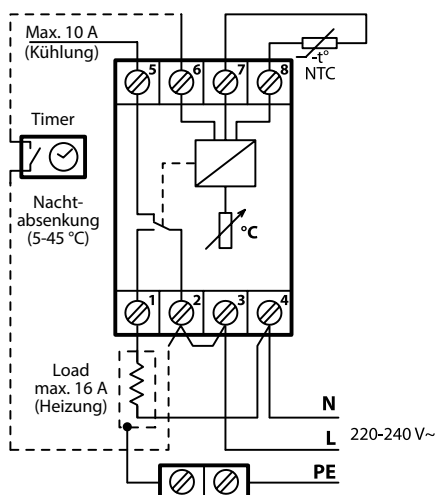 Max. 10 A
(Kühlung)
5
6
7
8
-t°
NTC
Timer
Nacht-
absenkung
(5-45 °C)
°C
1
2
3
4
Load
max. 16 A
(Heizung)
N
L
220-240 V~
PE